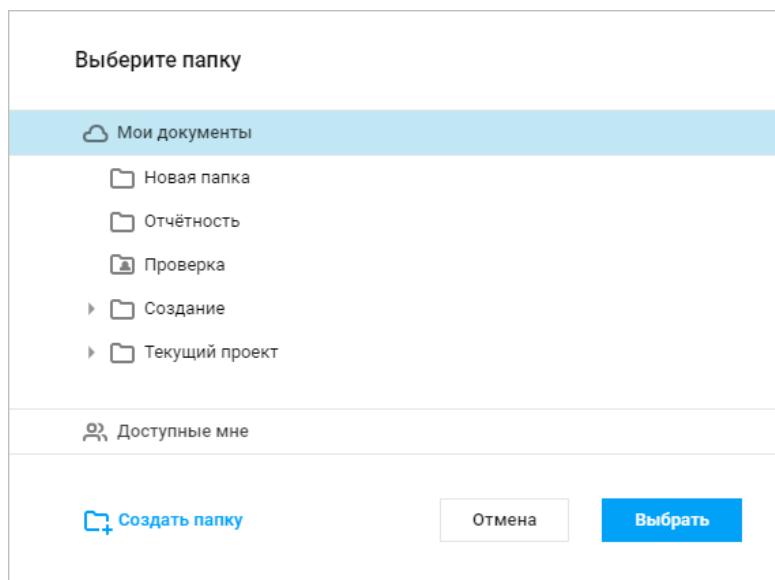 Выберите папку
Мои документы
Новая папка
Отчётность
Проверка
Создание
Текущий проект
Доступные мне
Создать папку
Отмена
Выбрать